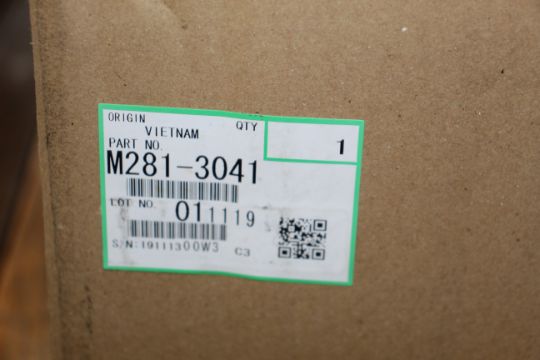 ORIGIN
VIETNAM
QTY
1
PART NO.
M281-3041
LOT NO. 011119
S/N:19111300W3 C3